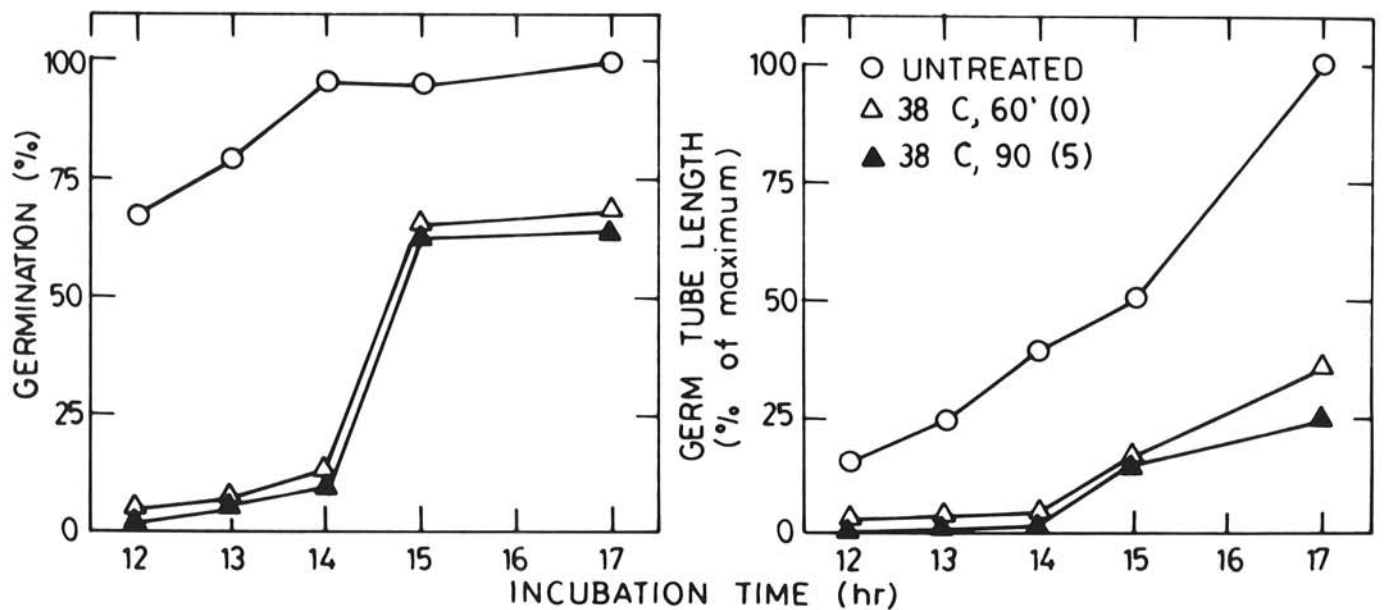 GERMINATION (%)
100
75
50
25
0
12 13 14 15 16 17
GERM TUBE LENGTH
(% of maximum)
100
75
50
25
0
○ UNTREATED
△ 38 C, 60' (0)
▲ 38 C, 90 (5)
12 13 14 15 16 17
INCUBATION TIME (hr)